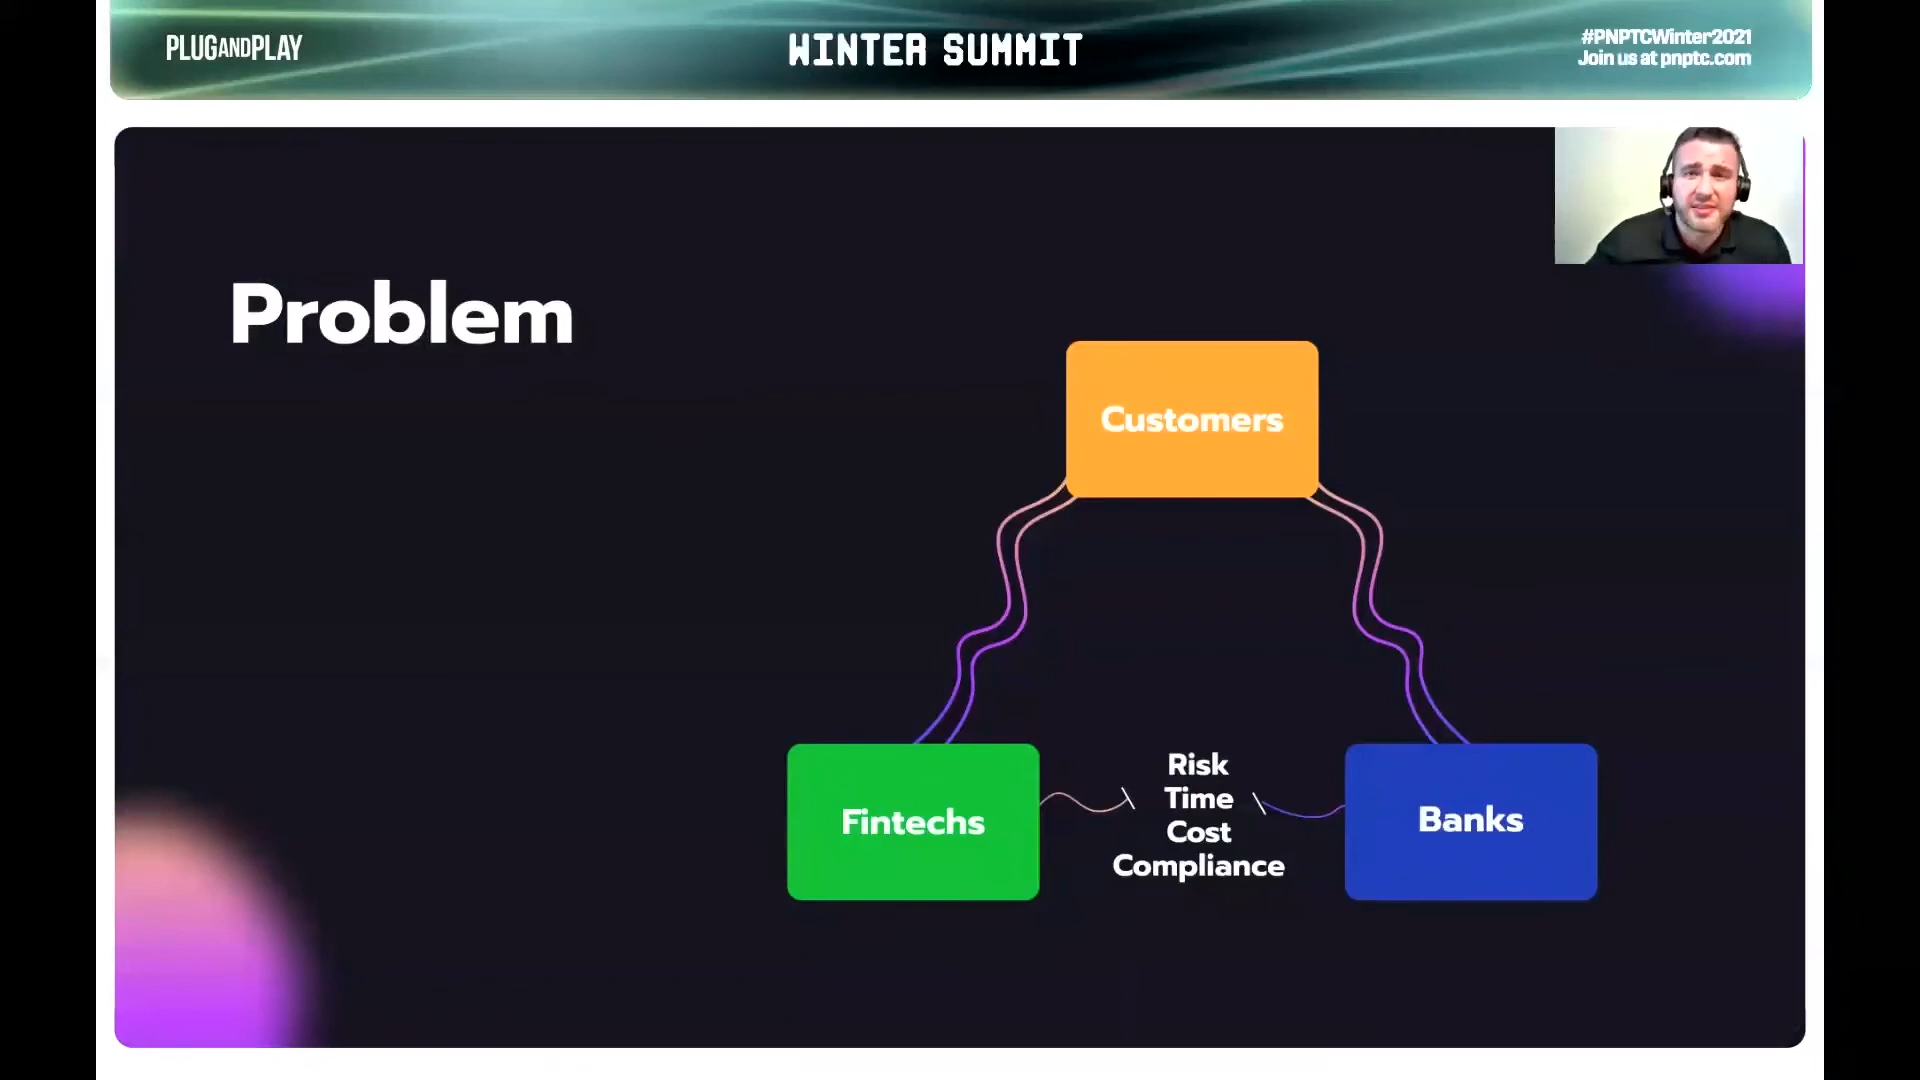 PLUGANDPLAY
WINTER SUMMIT
#PNPTCWinter2021
Join us at pnptc.com
Problem
Customers
Fintechs
Risk
Time
Cost
Compliance
Banks